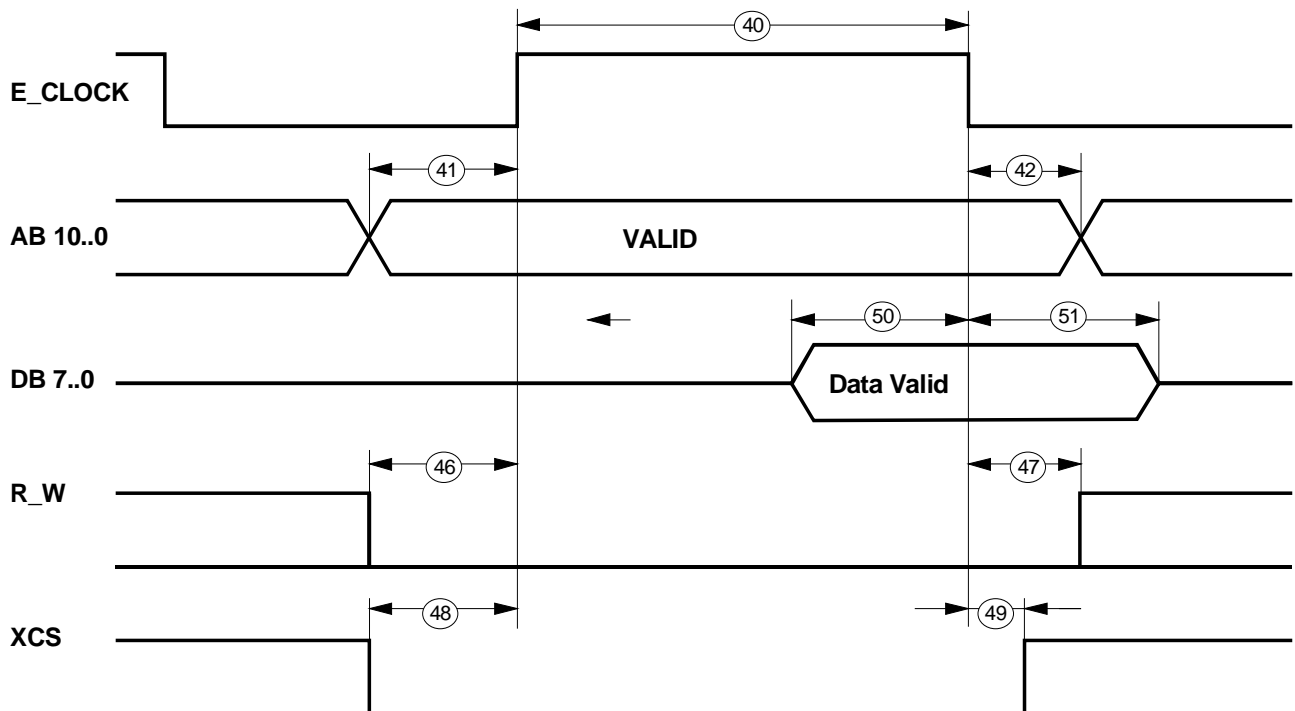 40
E_CLOCK
41
42
AB 10..0
VALID
50
51
DB 7..0
Data Valid
46
47
R_W
48
49
XCS